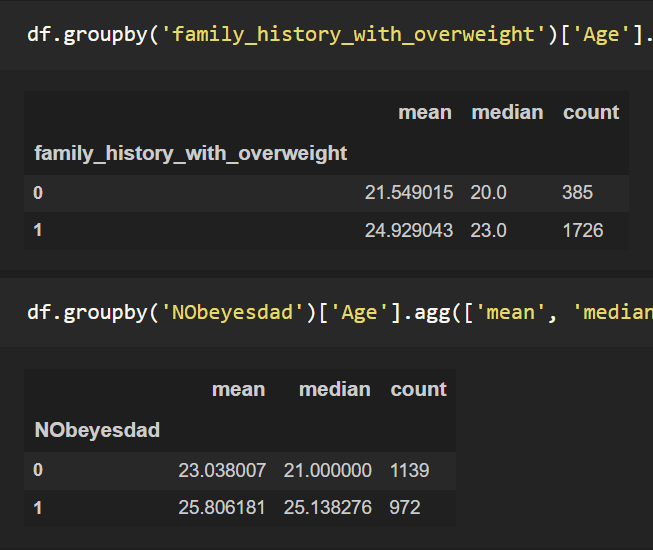 df.groupby('family_history_with_overweight')['Age'].
mean median count
family_history_with_overweight
0 21.549015 20.0 385
1 24.929043 23.0 1726
df.groupby('NObeyesdad')['Age'].agg(['mean', 'median
mean median count
NObeyesdad
0 23.038007 21.000000 1139
1 25.806181 25.138276 972